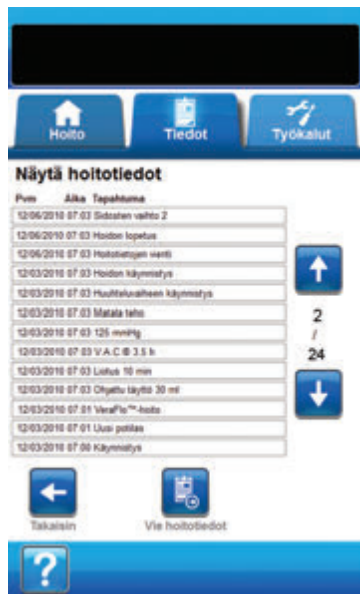 Hoito Tiedot Työkalut
Näytä hoitotiedot
Pvm Aika Tapahtuma
12/06/2010 07:03 Sidosten vaihto 2
12/06/2010 07:03 Hoidon lopetus
12/06/2010 07:03 Hoitotietojen vienti
12/03/2010 07:03 Hoidon käynnistys
12/03/2010 07:03 Huuhteluvaiheen käynnistys
12/03/2010 07:03 Matala teho
12/03/2010 07:03 125 mmHg
12/03/2010 07:03 V.A.C.® 3.5 h
12/03/2010 07:03 Liotus 10 min
12/03/2010 07:03 Ohjattu täyttö 30 ml
12/03/2010 07:01 VeraFlo™-hoito
12/03/2010 07:01 Uusi potilas
12/03/2010 07:00 Käynnistys
2
/
24
Takaisin Vie hoitotiedot
?